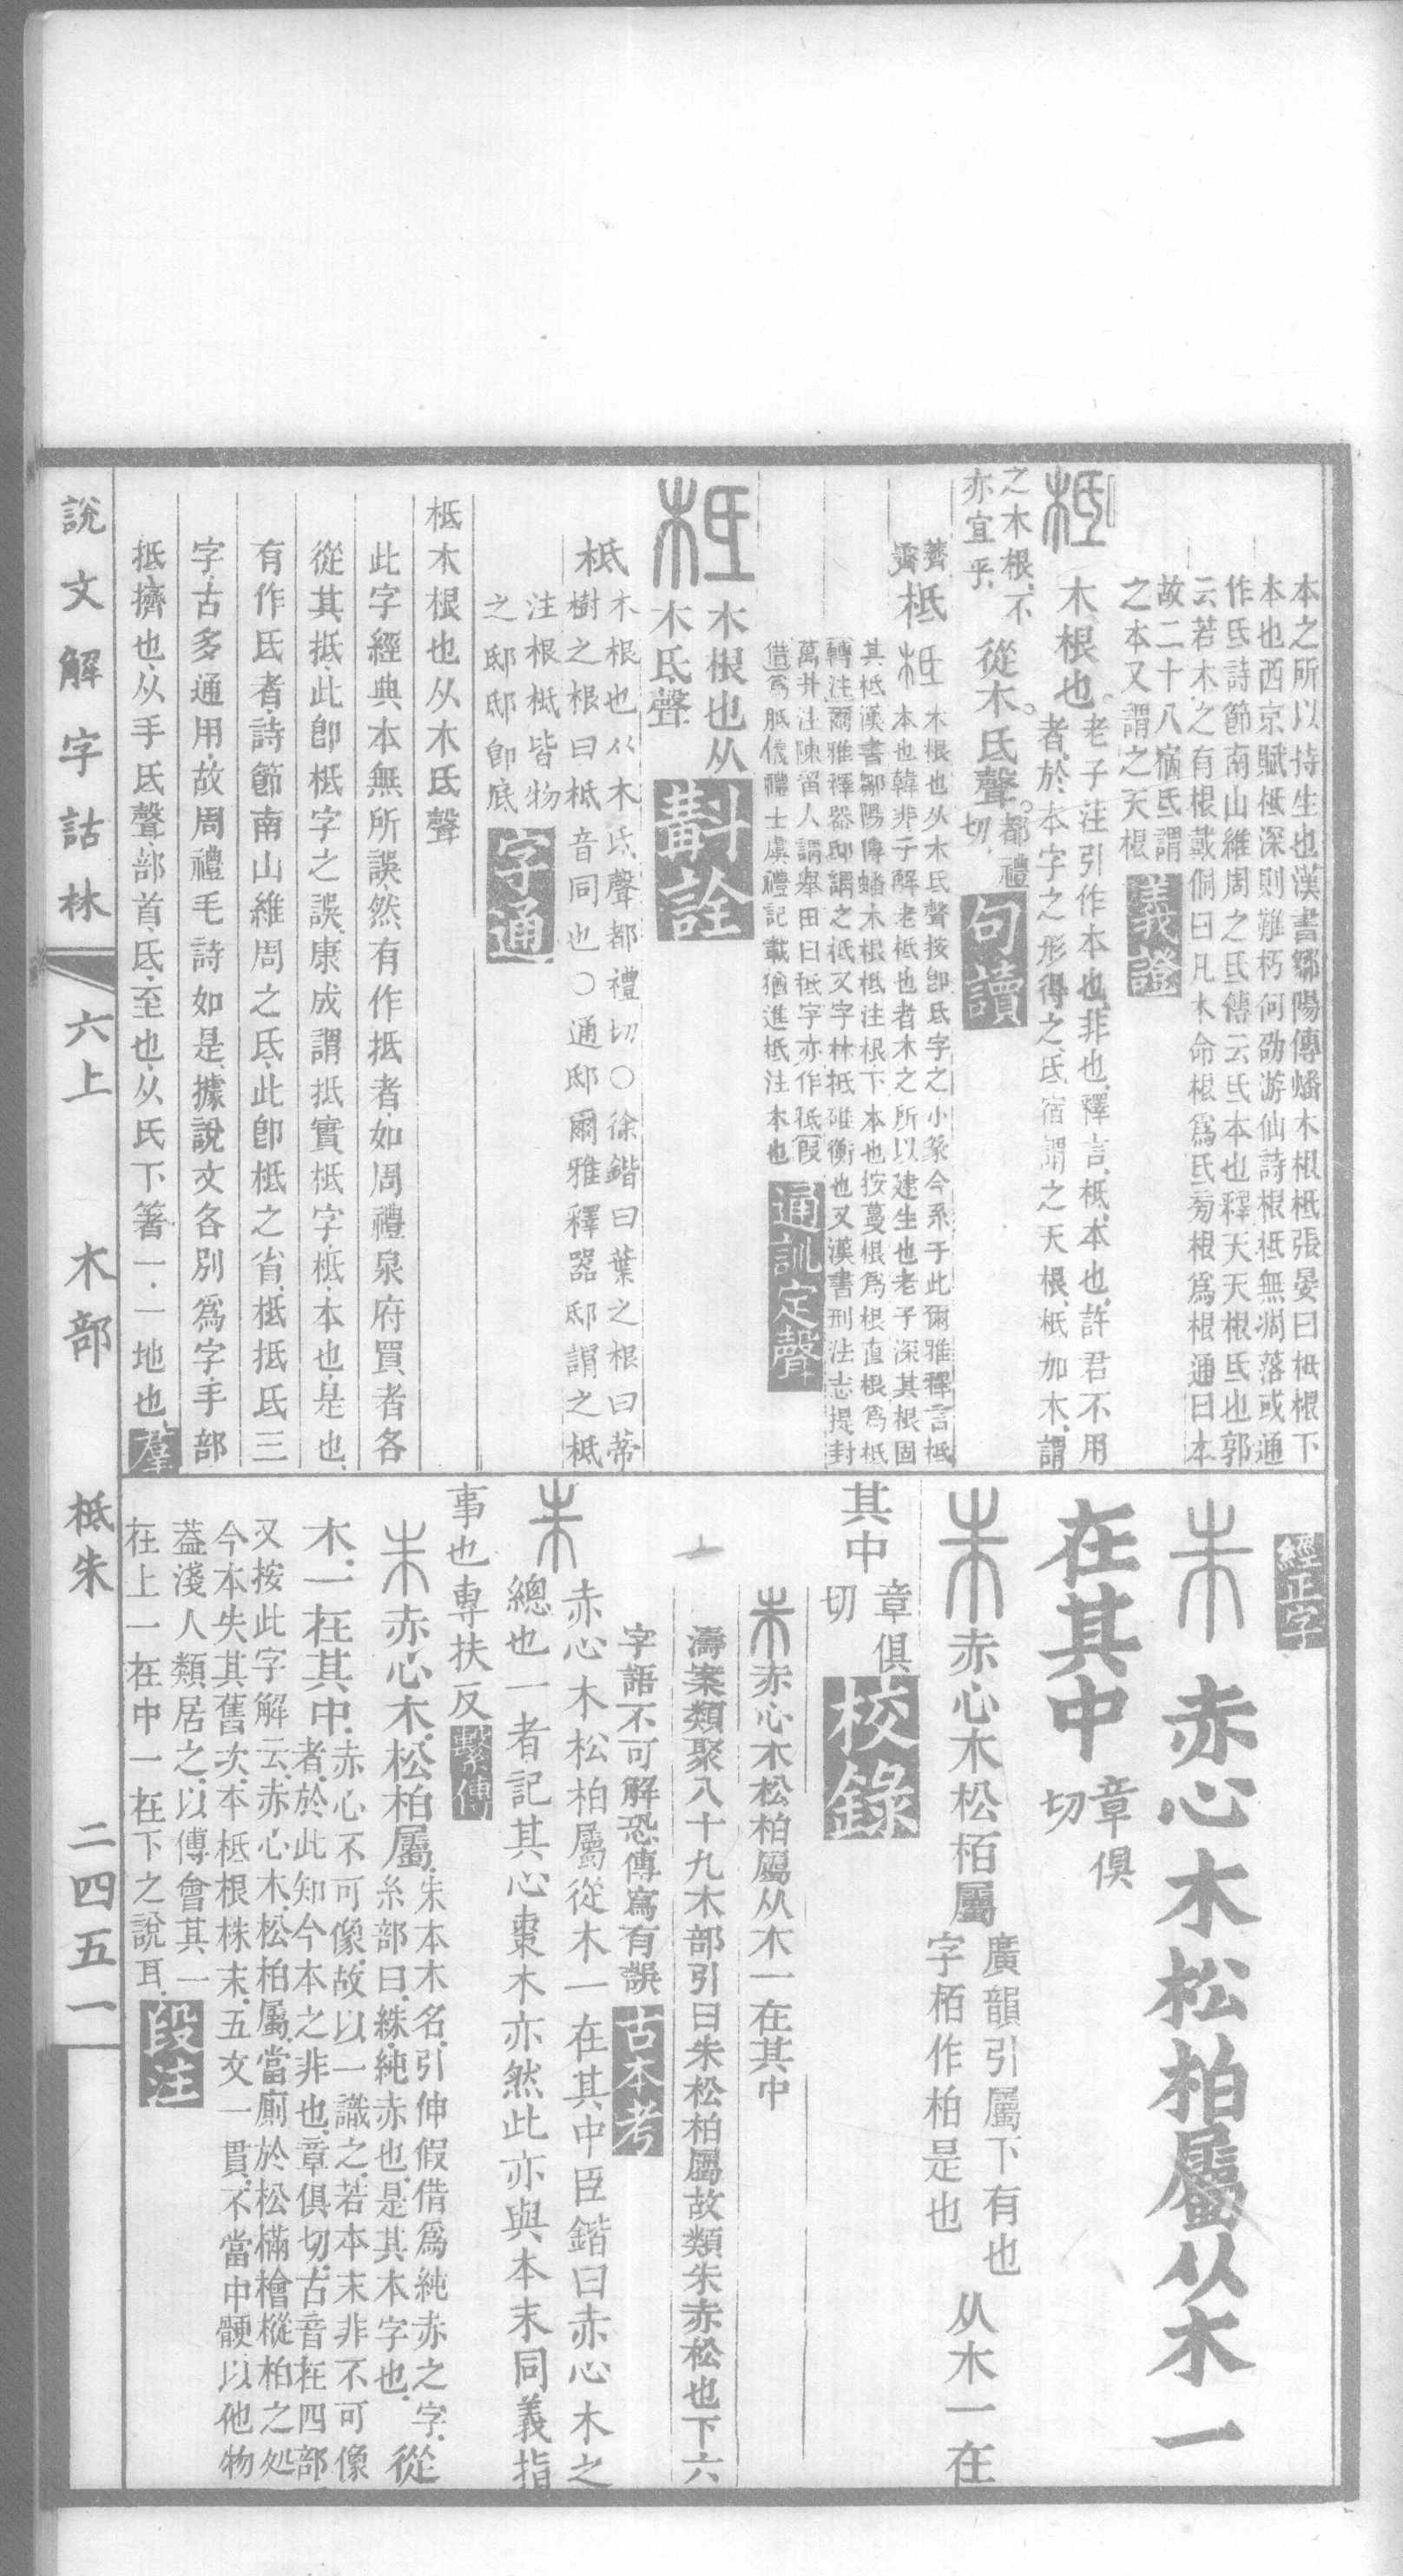 本之所以持生也漢書鄒陽傳蟠木根柢張晏曰柢根下
本也西京賦柢深則難朽何劭游仙詩根柢無凋落或通
作氐詩節南山維周之氐傳云氐本也釋天天根氐也郭
云若木之有根戴侗曰凡木命根爲氐旁根爲根通曰本
故二十八宿氐謂
之本又謂之天根
義證
柢
木根也。
老子注引作本也非也釋言柢本也許君不用
者於本字之形得之氐宿謂之天根柢加木謂
之木根不
亦宜乎
從木。氐聲。
都禮
切
句讀
柢
木根也从木氐聲按卽氐字之小篆今系于此爾雅釋言柢
本也韓非子解老柢也者木之所以建生也老子深其根固
其柢漢書鄒陽傳蟠木根柢注根下本也按蔓根爲根直根爲柢
轉注爾雅釋器邸謂之柢又字林柢碓衡也又漢書刑法志提封
萬井注陳留人謂舉田曰柢字亦作秪假
借爲胝儀禮士虞禮記載猶進柢注本也
通訓定聲
柢
木根也从
木氐聲
斠詮
柢
木根也从木氐聲都禮切○徐鍇曰葉之根曰蒂
樹之根曰柢音同也○通邸爾雅釋器邸謂之柢
注根柢皆物
之邸邸卽底
字通
柢木根也从木氐聲
此字經典本無所誤然有作抵者如周禮泉府買者各
從其抵此卽柢字之誤康成謂抵實柢字柢本也是也
有作氐者詩節南山維周之氐此卽柢之省柢抵氐三
字古多通用故周禮毛詩如是據說文各別爲字手部
抵擠也从手氐聲部首氐至也从氏下箸一一地也羣
經正字
朱
赤心木松柏屬从木一
在其中
章俱
切
朱
赤心木松栢屬
廣韻引屬下有也
字栢作柏是也
从木一在
其中
章俱
切
校錄
朱赤心木松柏屬从木一在其中
濤案類聚八十九木部引曰朱松柏屬故類朱赤松也下六
字語不可解恐傳寫有誤
古本考
朱
赤心木松柏屬從木一在其中臣鍇曰赤心木之
總也一者記其心棗木亦然此亦與本末同義指
事也專扶反
繫傳
朱
赤心木松柏屬
朱本木名引伸假借爲純赤之字
糸部曰絑純赤也是其本字也
從
木一在其中
赤心不可像故以一識之若本末非不可像
者於此知今本之非也章俱切古音在四部
又按此字解云赤心木松柏屬當廁於松樠檜樅柏之処
今本失其舊次本柢根株末五文一貫不當中骾以他物
葢淺人類居之以傅會其一
在上一在中一在下之說耳
段注
說文解字詁林
六上
木部
柢朱
二四五一